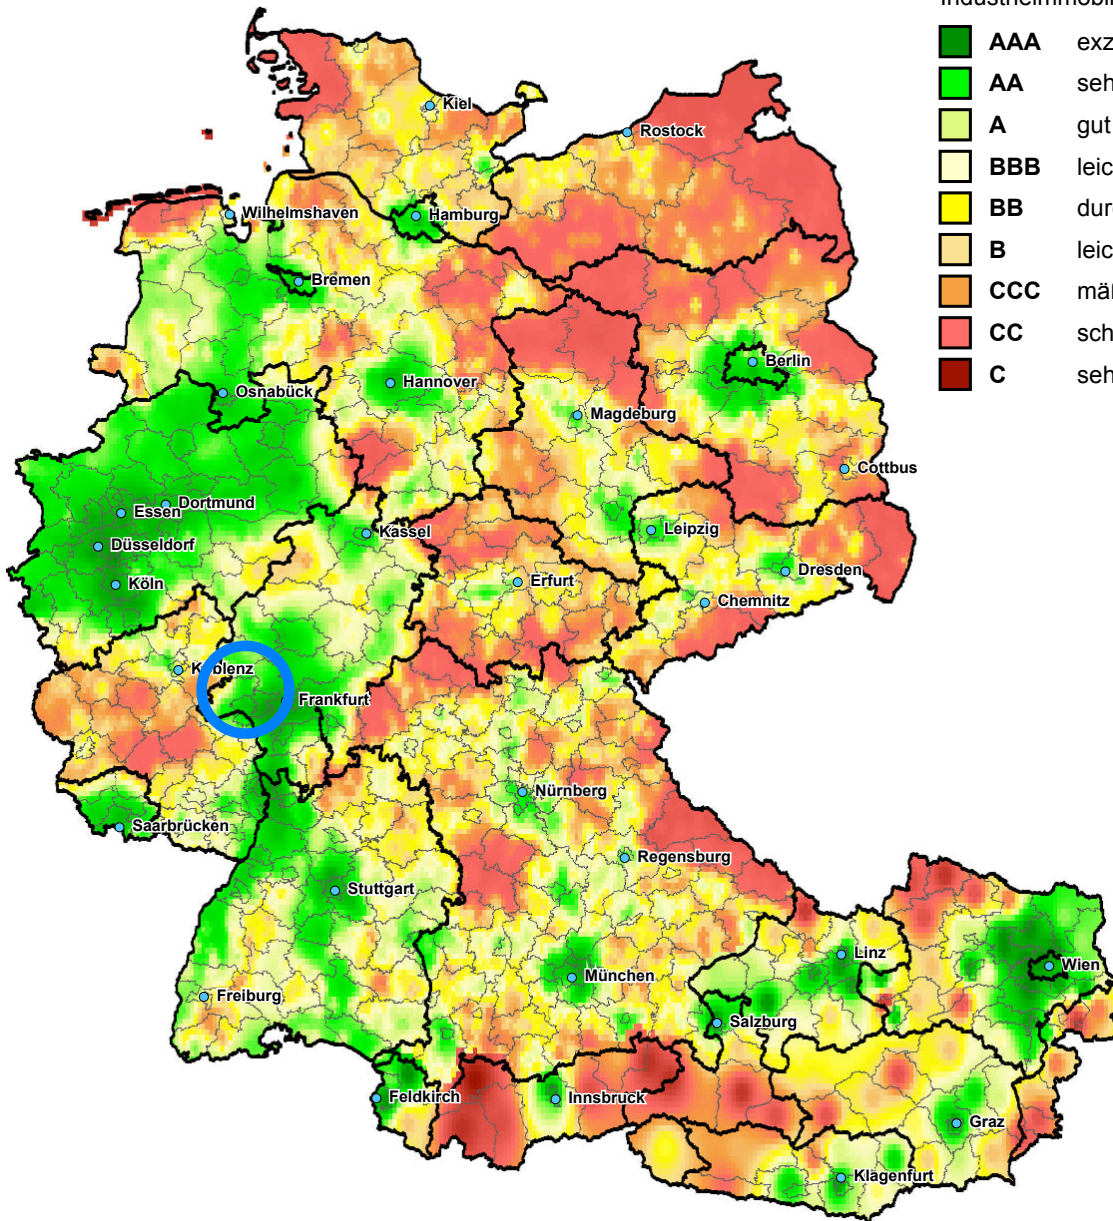 AAA exz
AA seh
A gut
BBB leic
BB dur
B leic
CCC mäß
CC sch
C seh
Kiel
Rostock
Wilhelmshaven
Hamburg
Bremen
Berlin
Osnabück
Hannover
Magdeburg
Cottbus
Dortmund
Essen
Leipzig
Kassel
Düsseldorf
Dresden
Köln
Erfurt
Chemnitz
Koblenz
Frankfurt
Nürnberg
Saarbrücken
Regensburg
Stuttgart
Linz
Wien
München
Freiburg
Salzburg
Feldkirch
Innsbruck
Graz
Klagenfurt